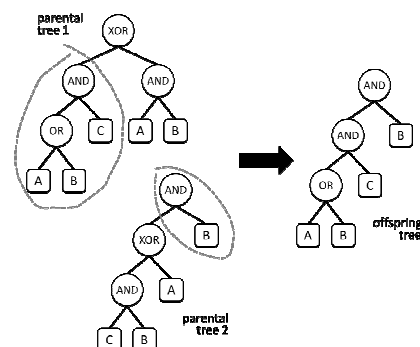 parental
tree 1
XOR
AND AND
OR C A B
A B
AND
XOR B
AND A
C B
parental
tree 2
AND
AND B
OR C
A B
offspring
tree